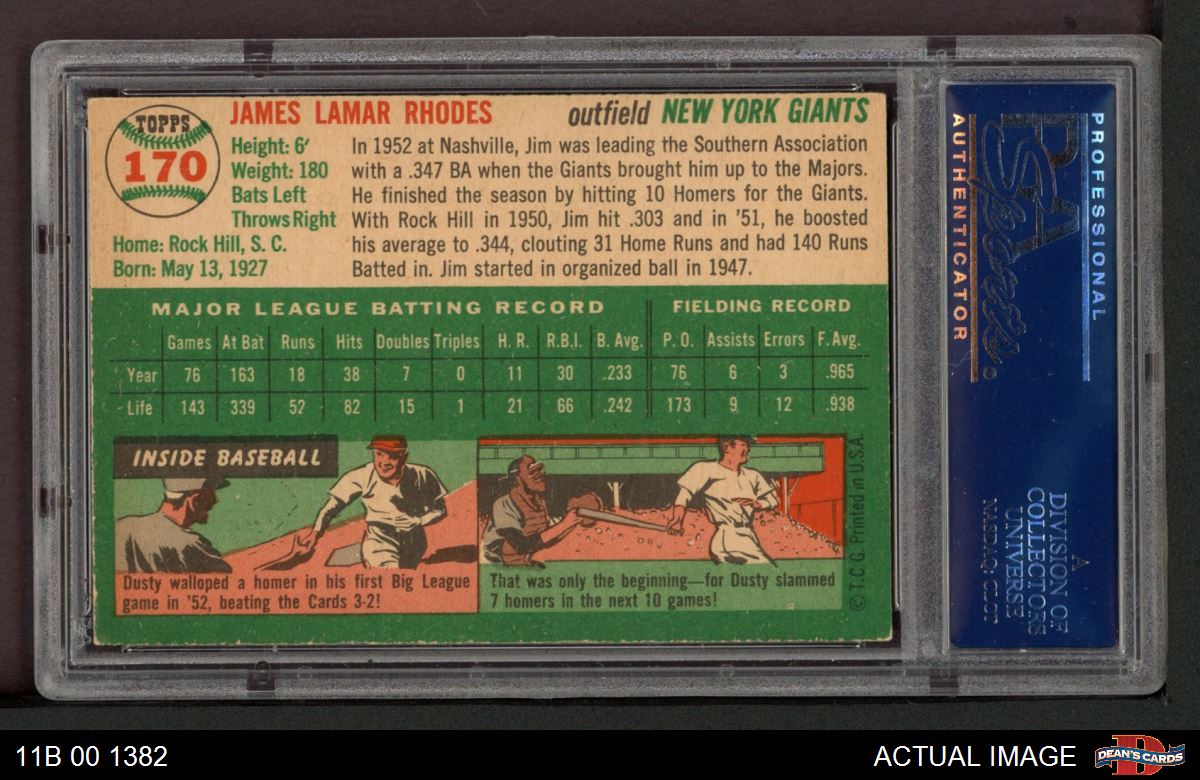 TOPPS
170
JAMES LAMAR RHODES
outfield NEW YORK GIANTS
Height: 6'
Weight: 180
Bats Left
Throws Right
Home: Rock Hill, S. C.
Born: May 13, 1927
In 1952 at Nashville, Jim was leading the Southern Association
with a .347 BA when the Giants brought him up to the Majors.
He finished the season by hitting 10 Homers for the Giants.
With Rock Hill in 1950, Jim hit .303 and in '51, he boosted
his average to .344, clouting 31 Home Runs and had 140 Runs
Batted in. Jim started in organized ball in 1947.
MAJOR LEAGUE BATTING RECORD FIELDING RECORD
Games At Bat Runs Hits Doubles Triples H. R. R.B.I. B. Avg. P. O. Assists Errors F. Avg.
Year 76 163 18 38 7 0 11 30 .233 76 6 3 .965
Life 143 339 52 82 15 1 21 66 .242 173 9 12 .938
INSIDE BASEBALL
Dusty walloped a homer in his first Big League
game in '52, beating the Cards 3-2!
That was only the beginning—for Dusty slammed
7 homers in the next 10 games!
© T.C.G. Printed in U.S.A.
PROFESSIONAL
PSA
Sports
AUTHENTICATOR
A
DIVISION OF
COLLECTORS
UNIVERSE
NASDAQ: CLCT
11B 00 1382
ACTUAL IMAGE
DEAN'S CARDS